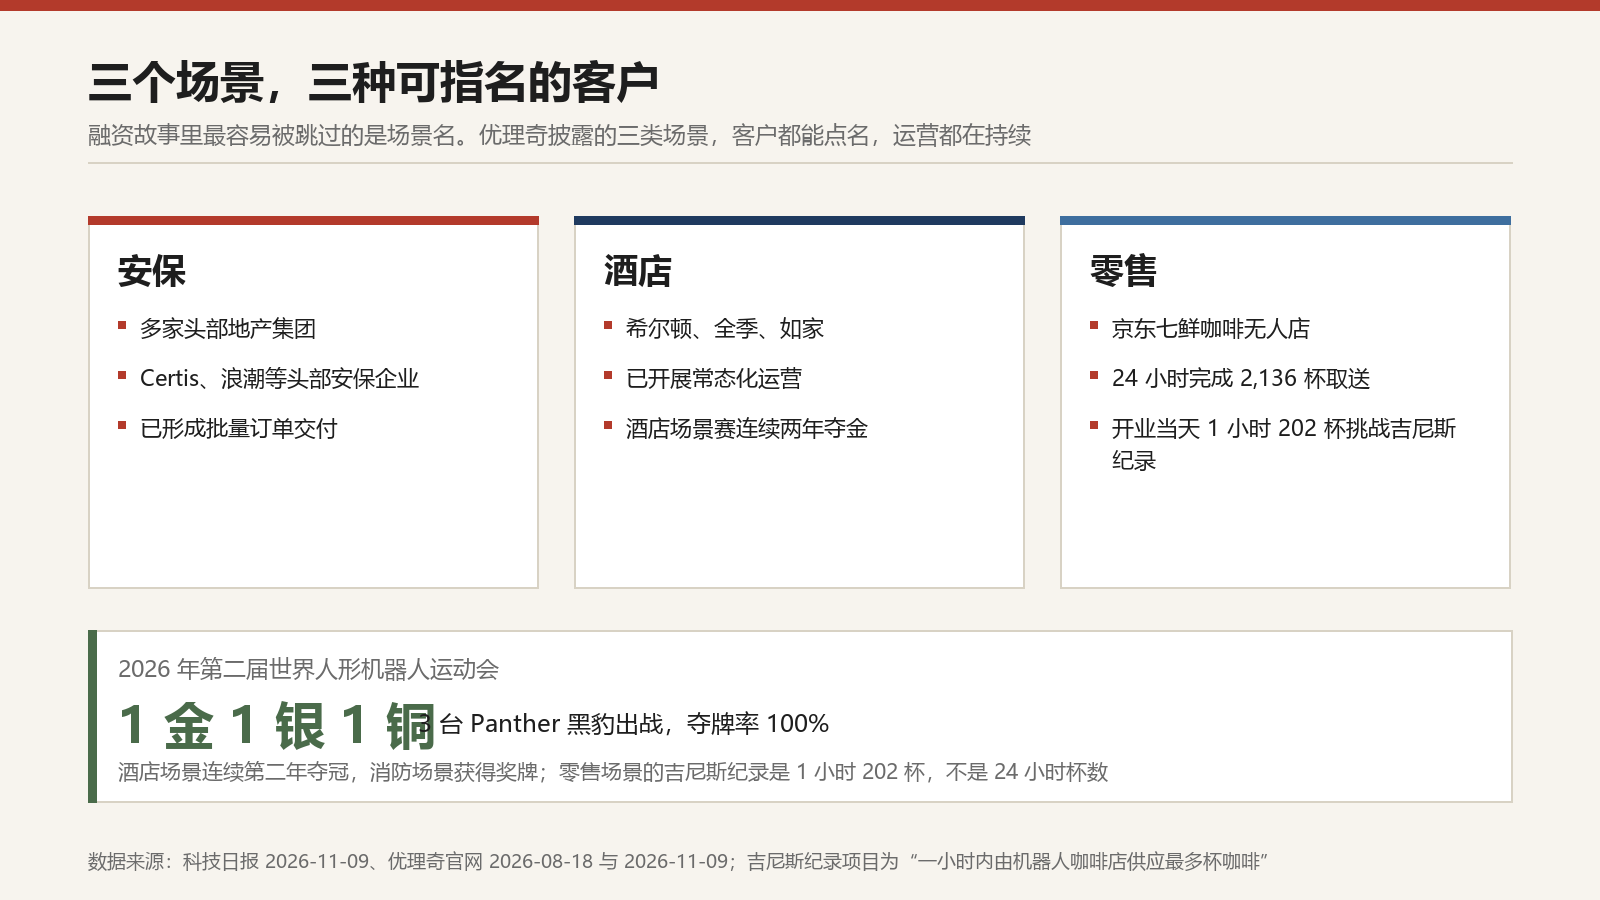 三个场景，三种可指名的客户
融资故事里最容易被跳过的是场景名。优理奇披露的三类场景，客户都能点名，运营都在持续
安保
多家头部地产集团
Certis、浪潮等头部安保企业
已形成批量订单交付
酒店
希尔顿、全季、如家
已开展常态化运营
酒店场景赛连续两年夺金
零售
京东七鲜咖啡无人店
24 小时完成 2,136 杯取送
开业当天 1 小时 202 杯挑战吉尼斯
纪录
2026 年第二届世界人形机器人运动会
1 金 1 银 1 铜
3 台 Panther 黑豹出战，夺牌率 100%
酒店场景连续第二年夺冠，消防场景获得奖牌；零售场景的吉尼斯纪录是 1 小时 202 杯，不是 24 小时杯数
数据来源：科技日报 2026-11-09、优理奇官网 2026-08-18 与 2026-11-09；吉尼斯纪录项目为“一小时内由机器人咖啡店供应最多杯咖啡”